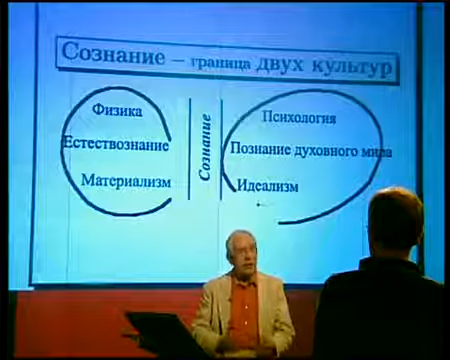 Сознание – граница двух культур
Физика
Естествознание
Материализм
Сознание
Психология
Познание духовного мира
Идеализм